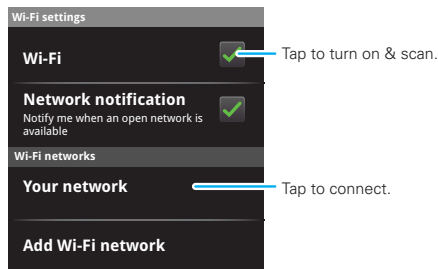 Wi-Fi settings
Wi-Fi
Tap to turn on & scan.
Network notification
Notify me when an open network is
available
Wi-Fi networks
Your network
Tap to connect.
Add Wi-Fi network